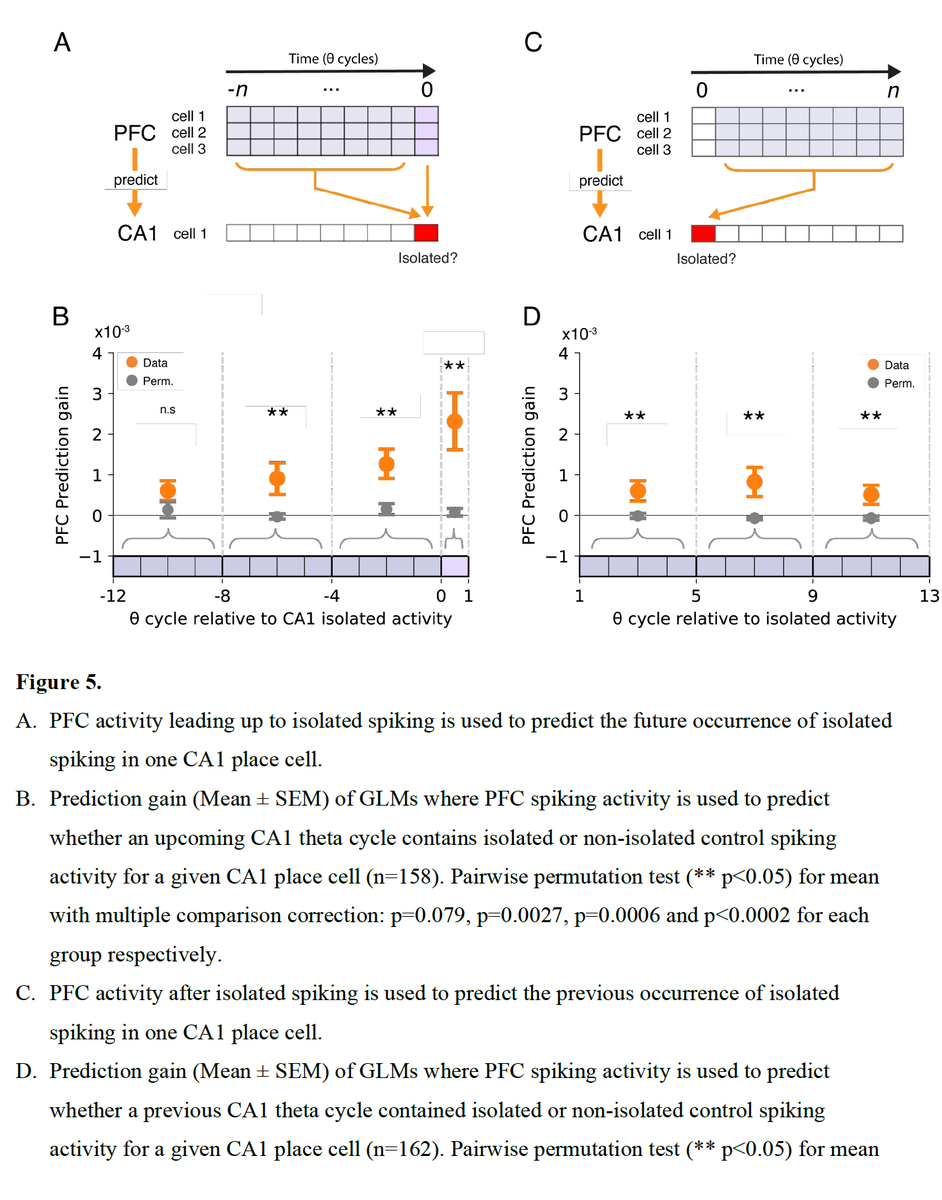 A
Time (θ cycles)
-n ... 0
PFC
cell 1
cell 2
cell 3
predict
CA1 cell 1
Isolated?
C
Time (θ cycles)
0 ... n
PFC
cell 1
cell 2
cell 3
predict
CA1 cell 1
Isolated?
B
x10-3
PFC Prediction gain
4
3
2
1
0
−1
Data
Perm.
n.s
**
**
**
-12 -8 -4 0 1
θ cycle relative to CA1 isolated activity
D
x10-3
PFC Prediction gain
4
3
2
1
0
−1
Data
Perm.
**
**
**
1 5 9 13
θ cycle relative to isolated activity
Figure 5.
A. PFC activity leading up to isolated spiking is used to predict the future occurrence of isolated
spiking in one CA1 place cell.
B. Prediction gain (Mean ± SEM) of GLMs where PFC spiking activity is used to predict
whether an upcoming CA1 theta cycle contains isolated or non-isolated control spiking
activity for a given CA1 place cell (n=158). Pairwise permutation test (** p<0.05) for mean
with multiple comparison correction: p=0.079, p=0.0027, p=0.0006 and p<0.0002 for each
group respectively.
C. PFC activity after isolated spiking is used to predict the previous occurrence of isolated
spiking in one CA1 place cell.
D. Prediction gain (Mean ± SEM) of GLMs where PFC spiking activity is used to predict
whether a previous CA1 theta cycle contained isolated or non-isolated control spiking
activity for a given CA1 place cell (n=162). Pairwise permutation test (** p<0.05) for mean